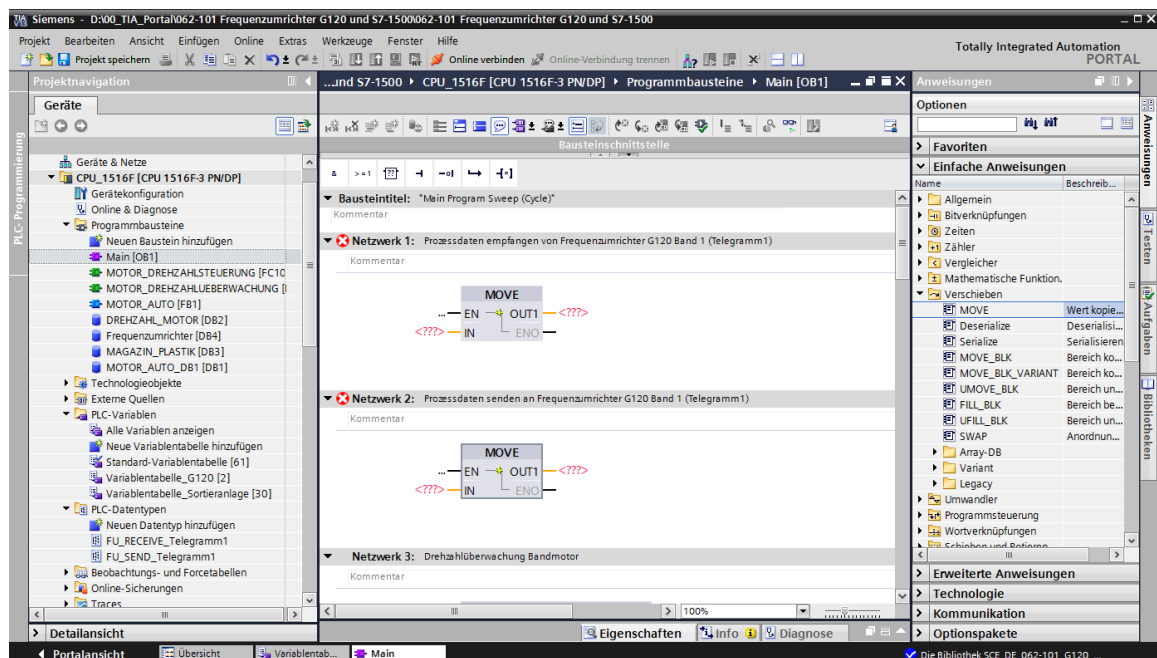 Siemens - D:\00_TIA_Portal\062-101 Frequenzumrichter G120 und S7-1500\062-101 Frequenzumrichter G120 und S7-1500
Projekt Bearbeiten Ansicht Einfügen Online Extras Werkzeuge Fenster Hilfe
Totally Integrated Automation
PORTAL
Projekt speichern
Online verbinden
Online-Verbindung trennen
Projektnavigation
Geräte
PLC-Programmierung
Geräte & Netze
CPU_1516F [CPU 1516F-3 PN/DP]
Gerätekonfiguration
Online & Diagnose
Programmbausteine
Neuen Baustein hinzufügen
Main [OB1]
MOTOR_DREHZAHLSTEUERUNG [FC10
MOTOR_DREHZAHLUEBERWACHUNG [
MOTOR_AUTO [FB1]
DREHZAHL_MOTOR [DB2]
Frequenzumrichter [DB4]
MAGAZIN_PLASTIK [DB3]
MOTOR_AUTO_DB1 [DB1]
Technologieobjekte
Externe Quellen
PLC-Variablen
Alle Variablen anzeigen
Neue Variablentabelle hinzufügen
Standard-Variablentabelle [61]
Variablentabelle_G120 [2]
Variablentabelle_Sortieranlage [30]
PLC-Datentypen
Neuen Datentyp hinzufügen
FU_RECEIVE_Telegramm1
FU_SEND_Telegramm1
Beobachtungs- und Forcetabellen
Online-Sicherungen
Traces
Detailansicht
...und S7-1500 CPU_1516F [CPU 1516F-3 PN/DP] Programmbausteine Main [OB1]
Bausteinschnittstelle
& >=1 ??
Bausteintitel: "Main Program Sweep (Cycle)"
Kommentar
Netzwerk 1: Prozessdaten empfangen von Frequenzumrichter G120 Band 1 (Telegramm1)
Kommentar
MOVE
... EN OUT1 <???>
<???> IN ENO
Netzwerk 2: Prozessdaten senden an Frequenzumrichter G120 Band 1 (Telegramm1)
Kommentar
MOVE
... EN OUT1 <???>
<???> IN ENO
Netzwerk 3: Drehzahlüberwachung Bandmotor
Kommentar
100%
Eigenschaften Info Diagnose
Anweisungen
Optionen
Favoriten
Einfache Anweisungen
Name Beschreib...
Allgemein
Bitverknüpfungen
Zeiten
Zähler
Vergleicher
Mathematische Funktion.
Verschieben
MOVE Wert kopie...
Deserialize Deserialisi...
Serialize Serialisieren
MOVE_BLK Bereich ko...
MOVE_BLK_VARIANT Bereich ko...
UMOVE_BLK Bereich un...
FILL_BLK Bereich be...
UFILL_BLK Bereich un...
SWAP Anordnun...
Array-DB
Variant
Legacy
Umwandler
Programmsteuerung
Wortverknüpfungen
Schieben und Rotieren
Erweiterte Anweisungen
Technologie
Kommunikation
Optionspakete
Anweisungen
Testen
Aufgaben
Bibliotheken
Portalansicht
Übersicht
Variablentab...
Main
Die Bibliothek SCE_DE_062-101_G120_...